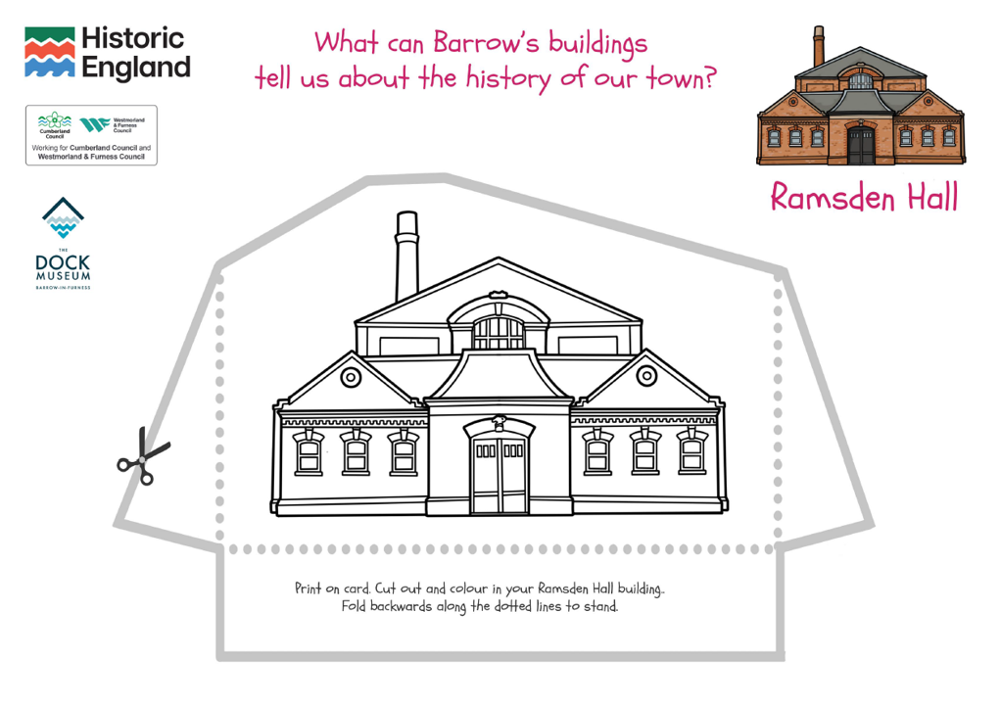 Historic
England
What can Barrow's buildings
tell us about the history of our town?
Cumberland
Council
Westmorland
& Furness
Council
Working for Cumberland Council and
Westmorland & Furness Council
THE
DOCK
MUSEUM
BARROW-IN-FURNESS
Ramsden Hall
Print on card. Cut out and colour in your Ramsden Hall building..
Fold backwards along the dotted lines to stand.